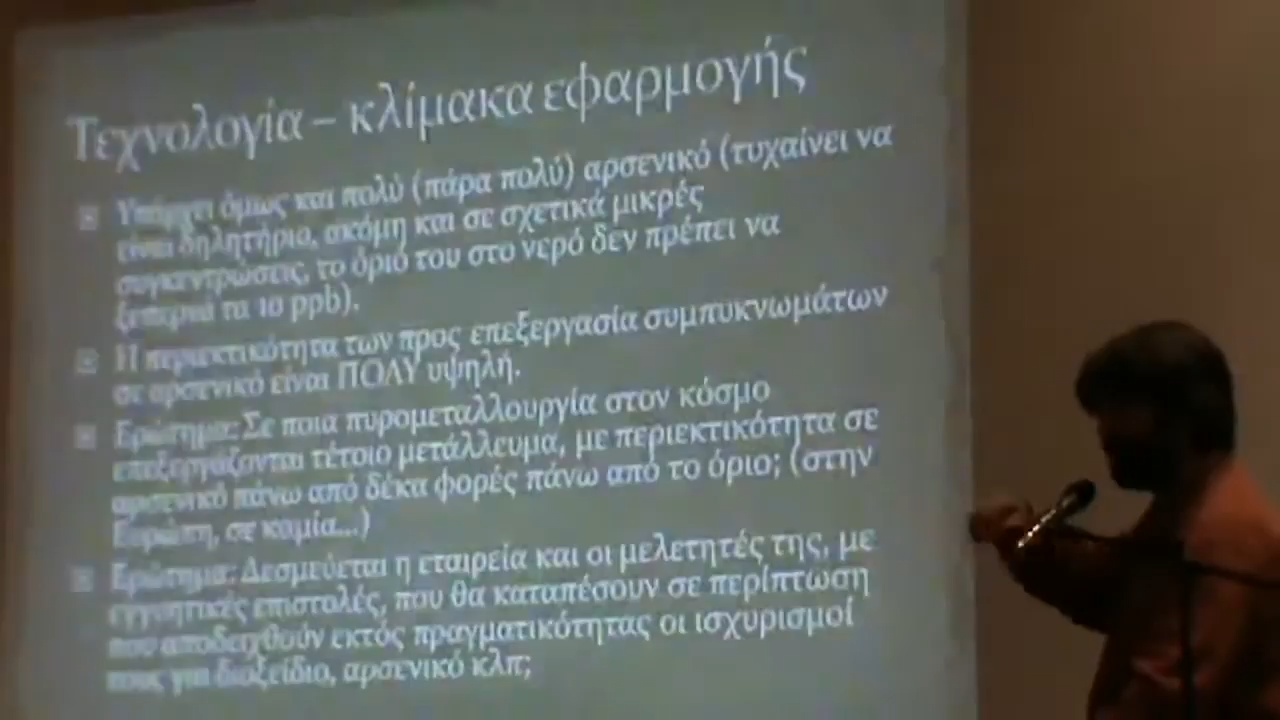 Τεχνολογία – κλίμακα εφαρμογής
Υπάρχει όμως και πολύ (πάρα πολύ) αρσενικό (τυχαίνει να
είναι δηλητήριο, ακόμη και σε σχετικά μικρές
συγκεντρώσεις, το όριό του στο νερό δεν πρέπει να
ξεπερνά τα 10 ppb).
Η περιεκτικότητα των προς επεξεργασία συμπυκνωμάτων
σε αρσενικό είναι ΠΟΛΥ υψηλή.
Ερώτημα: Σε ποια πυρομεταλλουργία στον κόσμο
επεξεργάζονται τέτοιο μετάλλευμα, με περιεκτικότητα σε
αρσενικό πάνω από δέκα φορές πάνω από το όριο; (στην
Ευρώπη, σε καμία...)
Ερώτημα: Δεσμεύεται η εταιρεία και οι μελετητές της, με
εγγυητικές επιστολές, που θα καταπέσουν σε περίπτωση
που αποδειχθούν εκτός πραγματικότητας οι ισχυρισμοί
τους για διοξείδιο, αρσενικό κλπ;